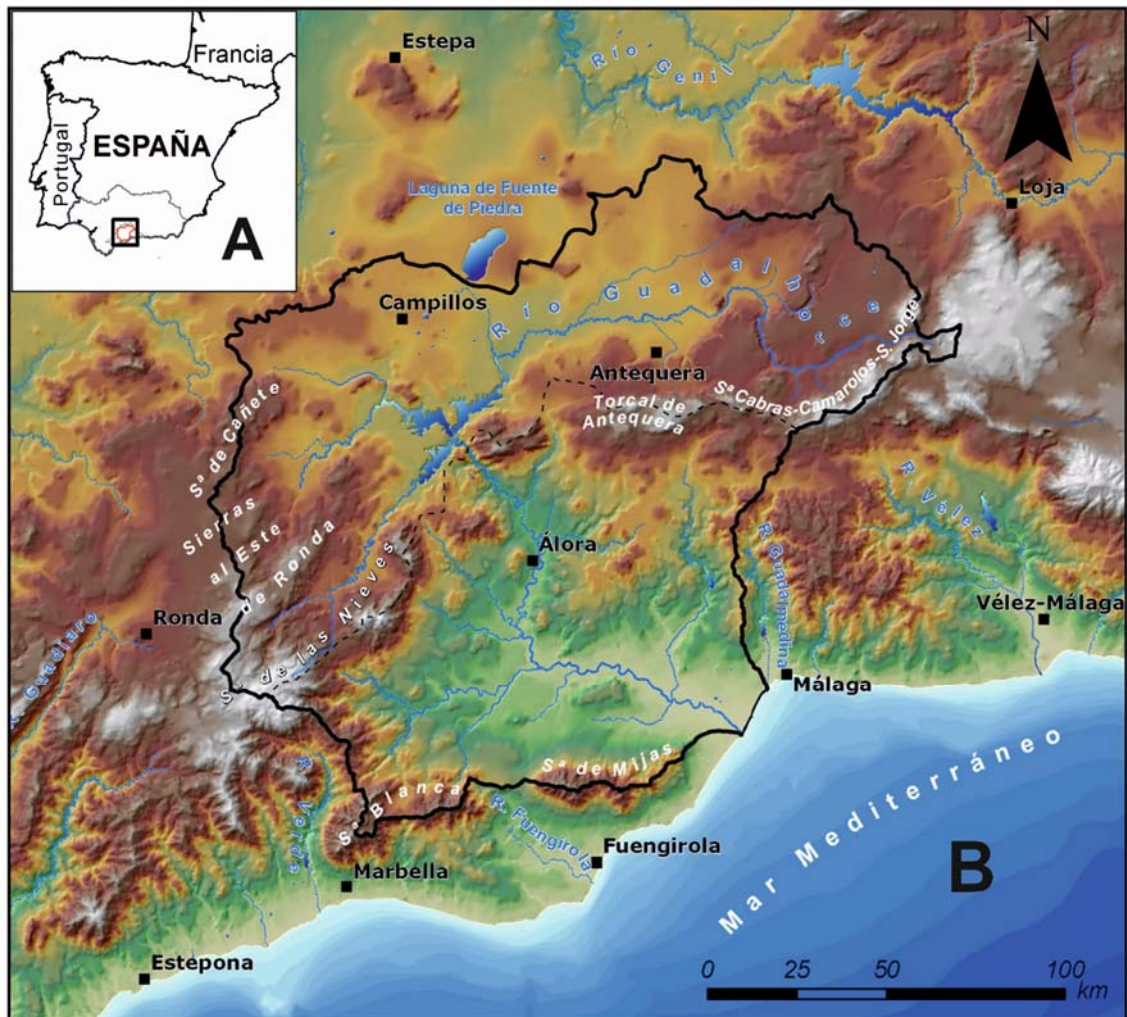 Francia
Portugal
ESPAÑA
A
N
Estepa
Río Genil
Loja
Laguna de Fuente
de Piedra
Campillos
Río Guadalhorce
Antequera
Sª Cabras-Camarolos-S. Jorge
Torcal de
Antequera
Sª de Cañete
Sierras
al Este
de Ronda
Álora
R. Vélez
R. Guadalmedina
Vélez-Málaga
Ronda
R. Guadiaro
Sª de las Nieves
Málaga
Sª de Mijas
Sª Blanca
R. Verde
R. Fuengirola
Fuengirola
Marbella
Mar Mediterráneo
B
Estepona
0 25 50 100
km